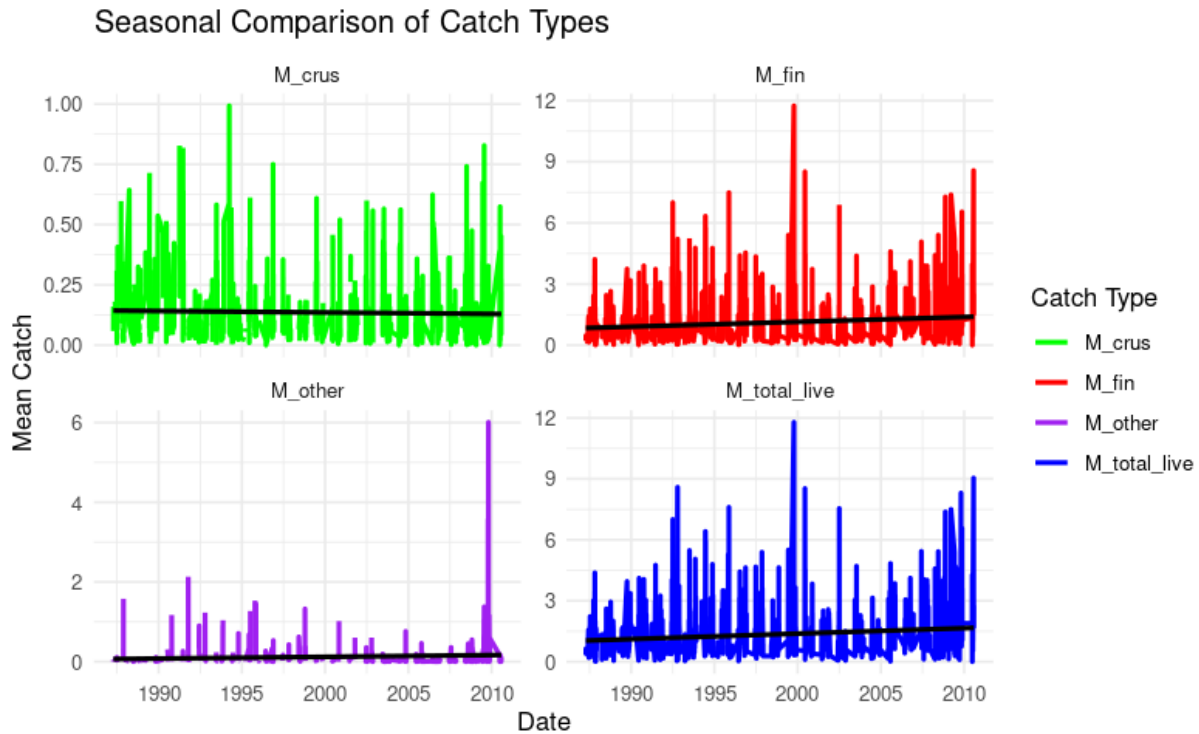 Seasonal Comparison of Catch Types
M_crus
M_fin
1.00
0.75
0.50
0.25
0.00
12
9
6
3
0
M_other
M_total_live
6
4
2
0
12
9
6
3
0
1990 1995 2000 2005 2010
1990 1995 2000 2005 2010
Mean Catch
Date
Catch Type
M_crus
M_fin
M_other
M_total_live